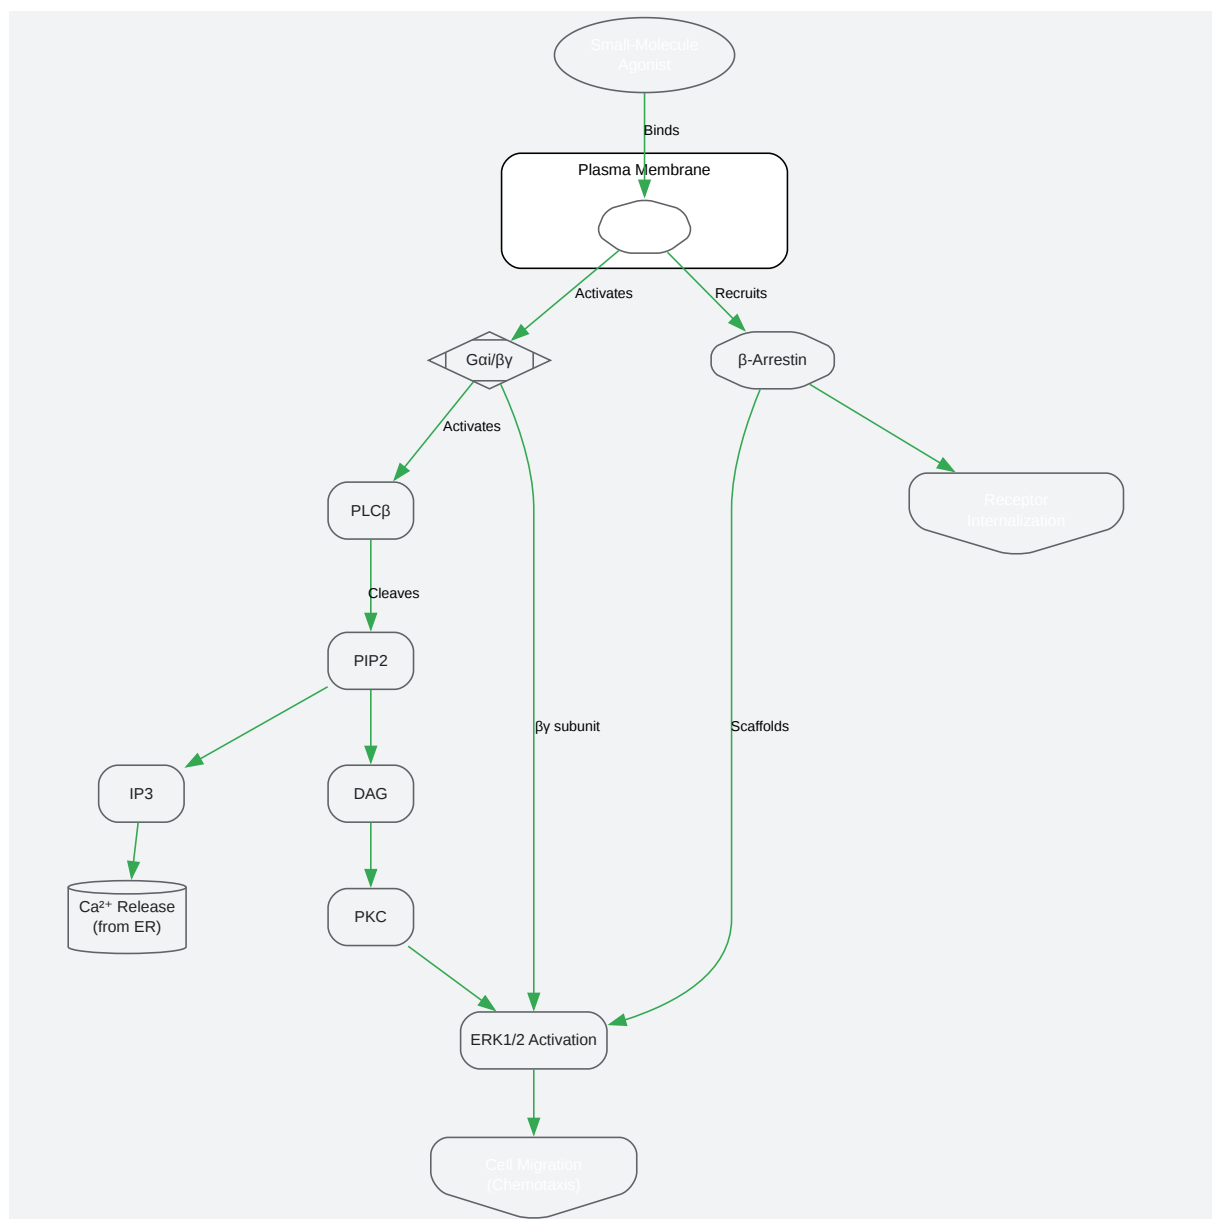 Small-Molecule
Agonist
Binds
Plasma Membrane
Activates
Recruits
Gαi/βγ
β-Arrestin
Activates
PLCβ
Receptor
Internalization
Cleaves
PIP2
βγ subunit
Scaffolds
IP3
DAG
Ca²⁺ Release
(from ER)
PKC
ERK1/2 Activation
Cell Migration
(Chemotaxis)